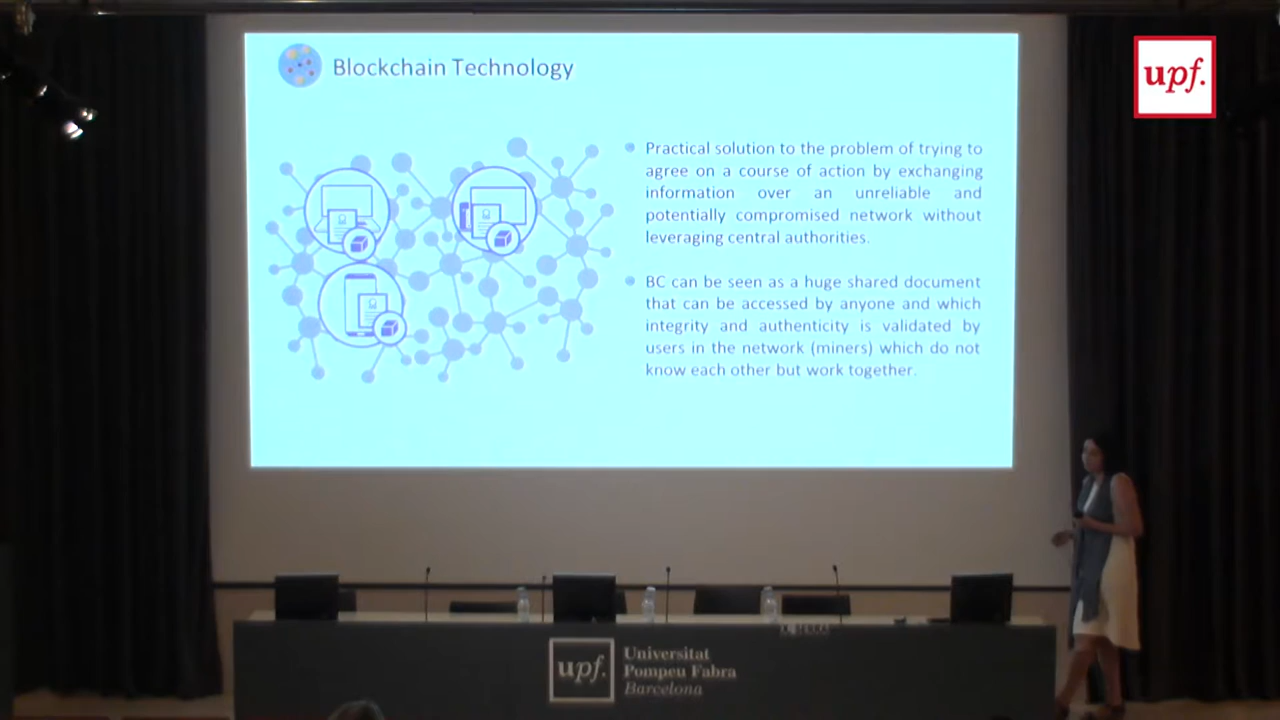 Blockchain Technology
upf.
Practical solution to the problem of trying to
agree on a course of action by exchanging
information over an unreliable and
potentially compromised network without
leveraging central authorities.
BC can be seen as a huge shared document
that can be accessed by anyone and which
integrity and authenticity is validated by
users in the network (miners) which do not
know each other but work together.
upf.
Universitat
Pompeu Fabra
Barcelona